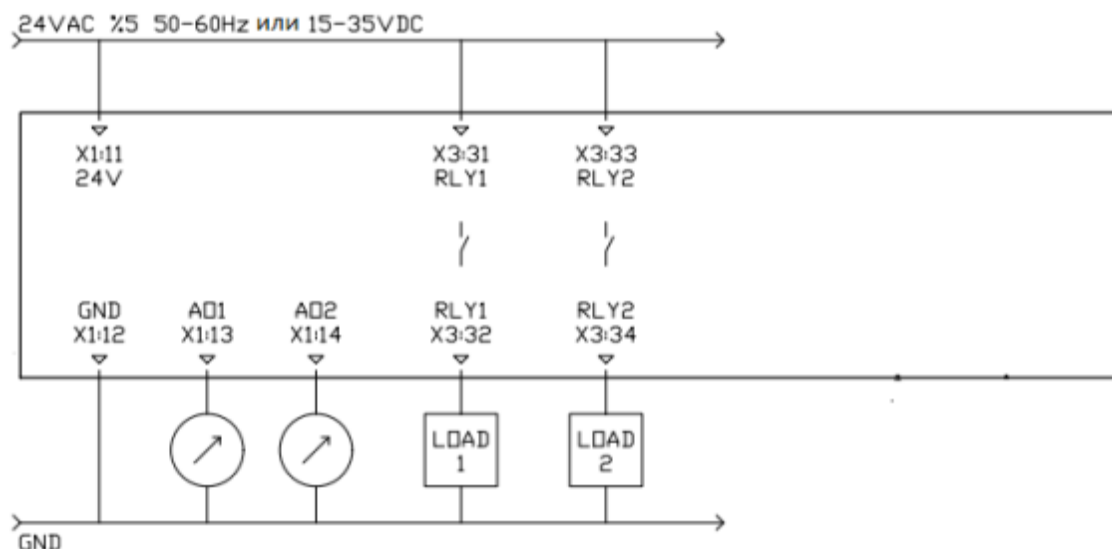 24VAC %5 50-60Hz или 15-35VDC
X1:11 X3:31 X3:33
24V RLY1 RLY2
GND AO1 AO2 RLY1 RLY2
X1:12 X1:13 X1:14 X3:32 X3:34
LOAD LOAD
1 2
GND